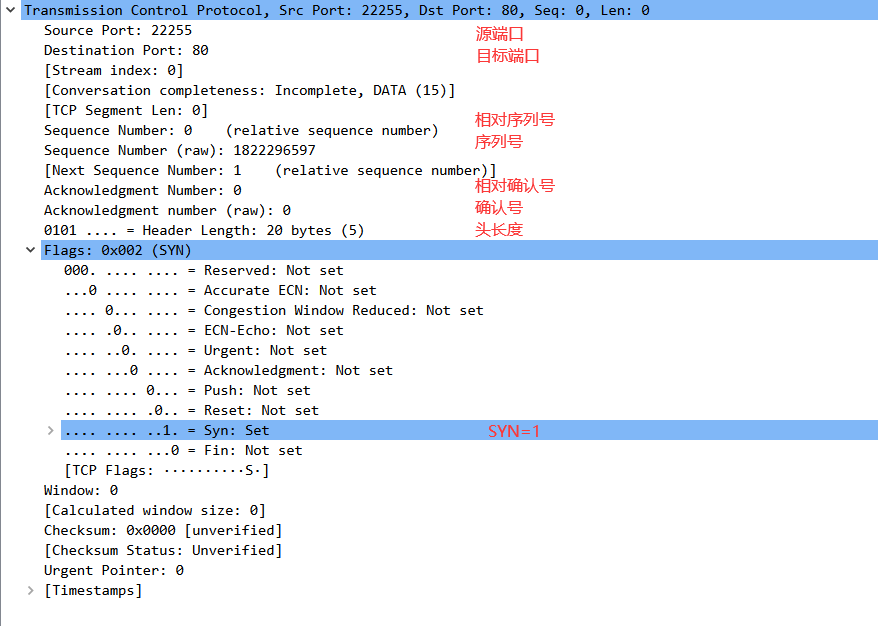 Transmission Control Protocol, Src Port: 22255, Dst Port: 80, Seq: 0, Len: 0
Source Port: 22255 源端口
Destination Port: 80 目标端口
[Stream index: 0]
[Conversation completeness: Incomplete, DATA (15)]
[TCP Segment Len: 0]
Sequence Number: 0    (relative sequence number) 相对序列号
Sequence Number (raw): 1822296597 序列号
[Next Sequence Number: 1    (relative sequence number)]
Acknowledgment Number: 0 相对确认号
Acknowledgment number (raw): 0 确认号
0101 .... = Header Length: 20 bytes (5) 头长度
Flags: 0x002 (SYN)
000. .... .... = Reserved: Not set
...0 .... .... = Accurate ECN: Not set
.... 0... .... = Congestion Window Reduced: Not set
.... .0.. .... = ECN-Echo: Not set
.... ..0. .... = Urgent: Not set
.... ...0 .... = Acknowledgment: Not set
.... .... 0... = Push: Not set
.... .... .0.. = Reset: Not set
.... .... ..1. = Syn: Set SYN=1
.... .... ...0 = Fin: Not set
[TCP Flags: ··········S·]
Window: 0
[Calculated window size: 0]
Checksum: 0x0000 [unverified]
[Checksum Status: Unverified]
Urgent Pointer: 0
[Timestamps]